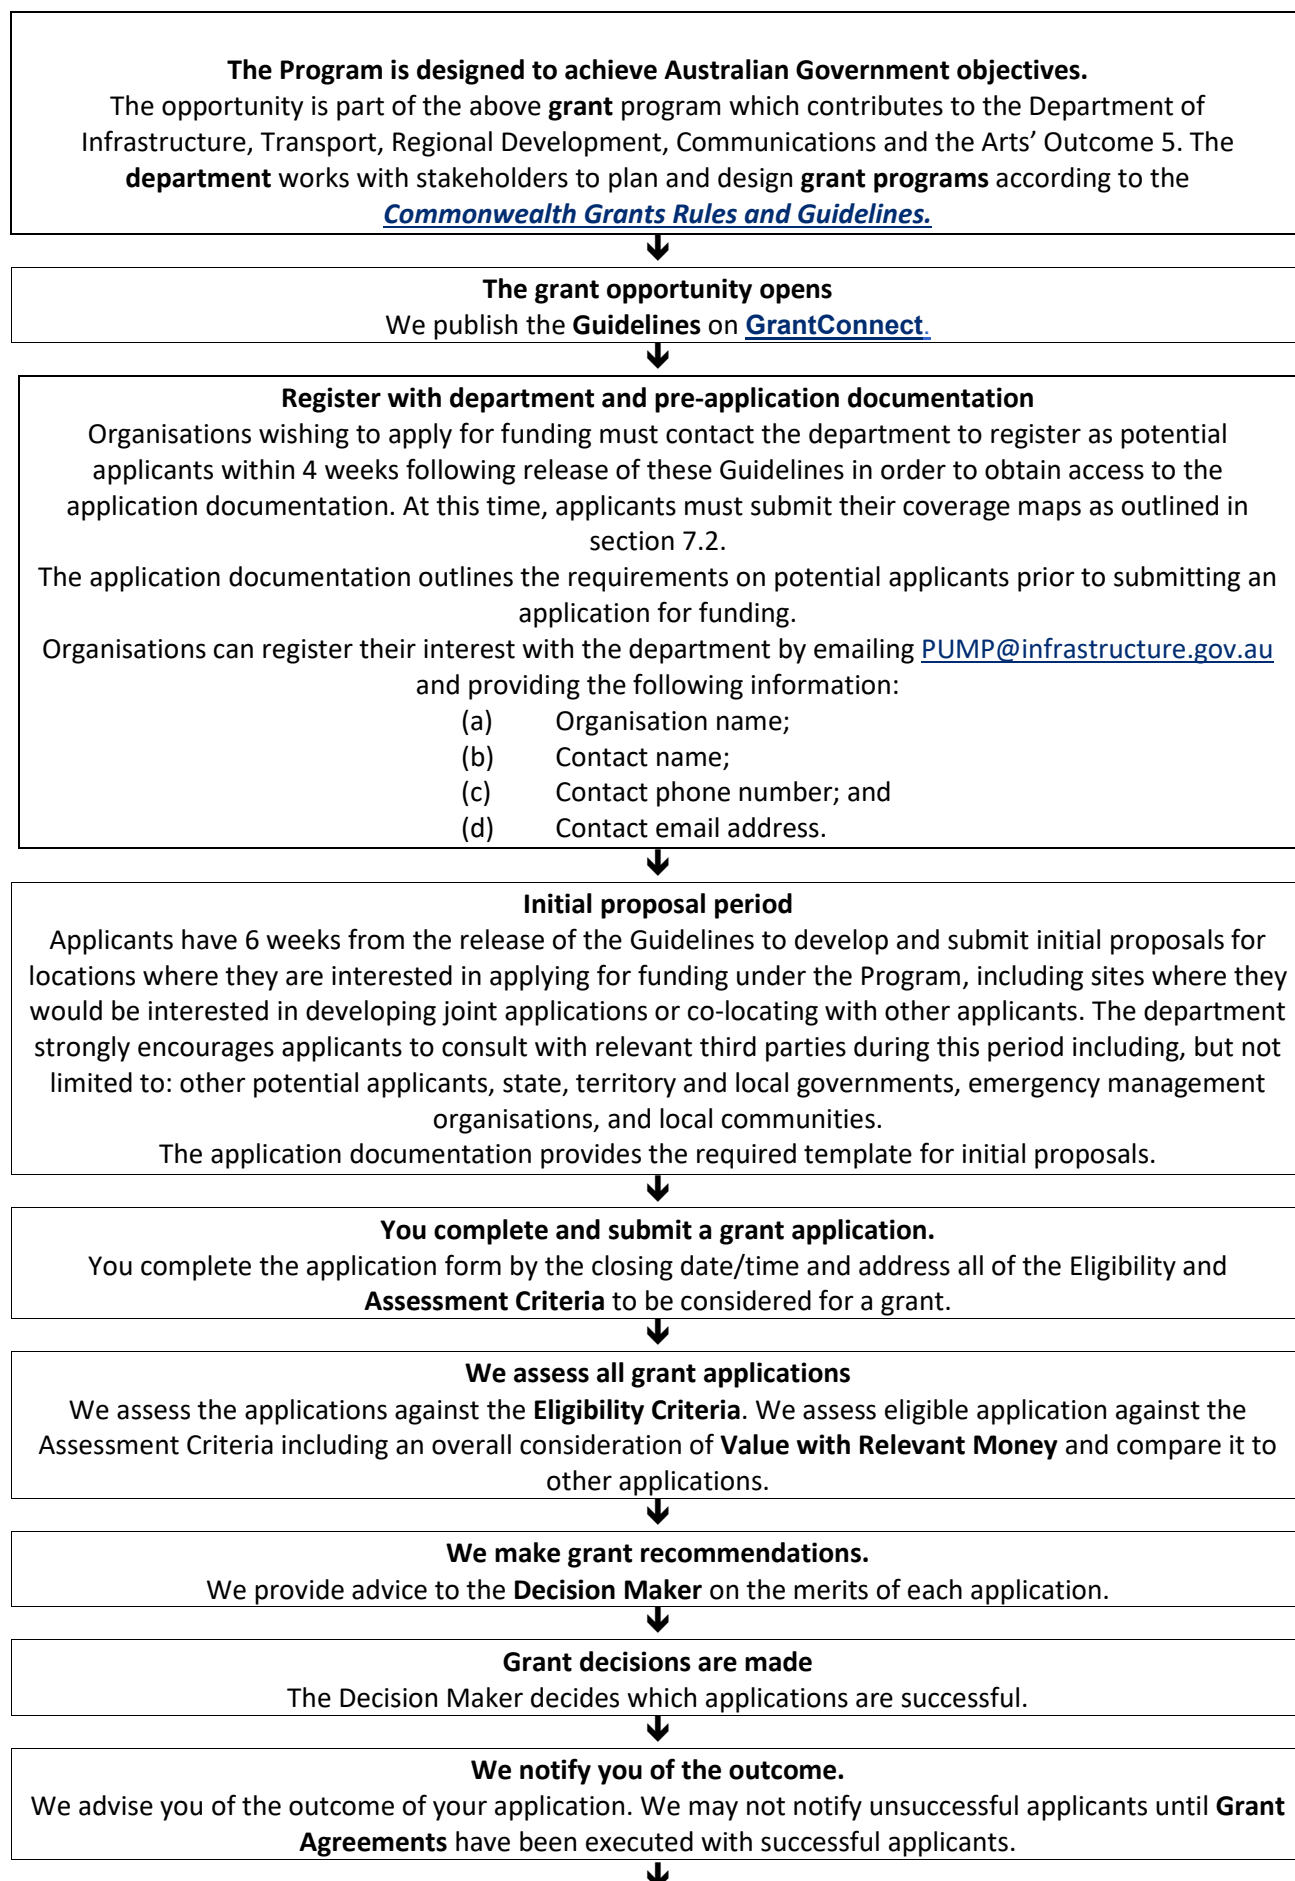 The Program is designed to achieve Australian Government objectives.
The opportunity is part of the above grant program which contributes to the Department of
Infrastructure, Transport, Regional Development, Communications and the Arts’ Outcome 5. The
department works with stakeholders to plan and design grant programs according to the
Commonwealth Grants Rules and Guidelines.
The grant opportunity opens
We publish the Guidelines on GrantConnect.
Register with department and pre-application documentation
Organisations wishing to apply for funding must contact the department to register as potential
applicants within 4 weeks following release of these Guidelines in order to obtain access to the
application documentation. At this time, applicants must submit their coverage maps as outlined in
section 7.2.
The application documentation outlines the requirements on potential applicants prior to submitting an
application for funding.
Organisations can register their interest with the department by emailing PUMP@infrastructure.gov.au
and providing the following information:
(a) Organisation name;
(b) Contact name;
(c) Contact phone number; and
(d) Contact email address.
Initial proposal period
Applicants have 6 weeks from the release of the Guidelines to develop and submit initial proposals for
locations where they are interested in applying for funding under the Program, including sites where they
would be interested in developing joint applications or co-locating with other applicants. The department
strongly encourages applicants to consult with relevant third parties during this period including, but not
limited to: other potential applicants, state, territory and local governments, emergency management
organisations, and local communities.
The application documentation provides the required template for initial proposals.
You complete and submit a grant application.
You complete the application form by the closing date/time and address all of the Eligibility and
Assessment Criteria to be considered for a grant.
We assess all grant applications
We assess the applications against the Eligibility Criteria. We assess eligible application against the
Assessment Criteria including an overall consideration of Value with Relevant Money and compare it to
other applications.
We make grant recommendations.
We provide advice to the Decision Maker on the merits of each application.
Grant decisions are made
The Decision Maker decides which applications are successful.
We notify you of the outcome.
We advise you of the outcome of your application. We may not notify unsuccessful applicants until Grant
Agreements have been executed with successful applicants.